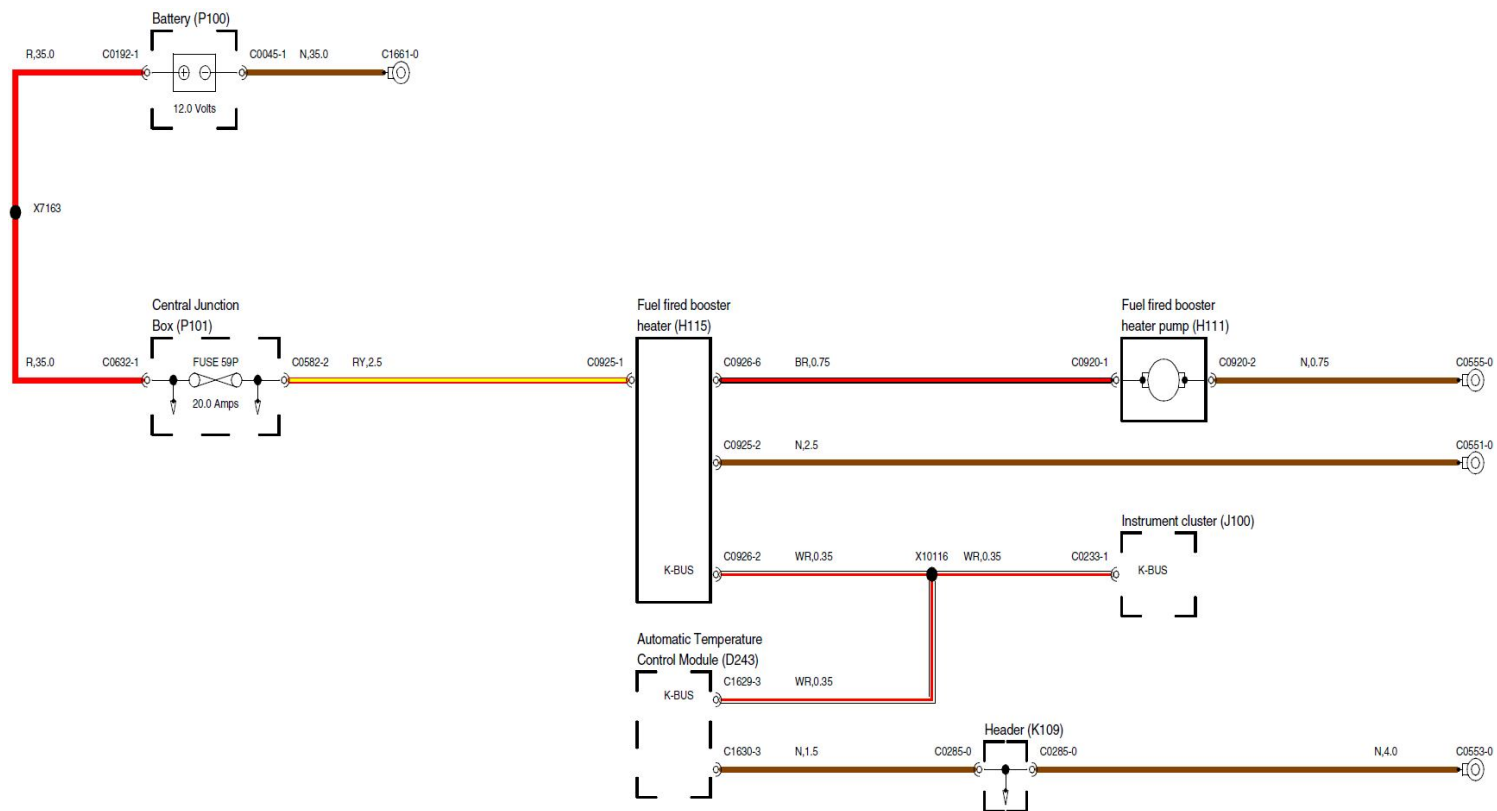 Battery (P100)
R,35.0
C0192-1
C0045-1
N,35.0
C1661-0
12.0 Volts
X7163
Central Junction
Box (P101)
R,35.0
C0632-1
FUSE 59P
20.0 Amps
C0582-2
RY,2.5
C0925-1
Fuel fired booster
heater (H115)
C0926-6
BR,0.75
C0920-1
Fuel fired booster
heater pump (H111)
C0920-2
N,0.75
C0555-0
C0925-2
N,2.5
C0551-0
Instrument cluster (J100)
K-BUS
C0926-2
WR,0.35
X10116
WR,0.35
C0233-1
K-BUS
Automatic Temperature
Control Module (D243)
K-BUS
C1629-3
WR,0.35
Header (K109)
C1630-3
N,1.5
C0285-0
C0285-0
N,4.0
C0553-0